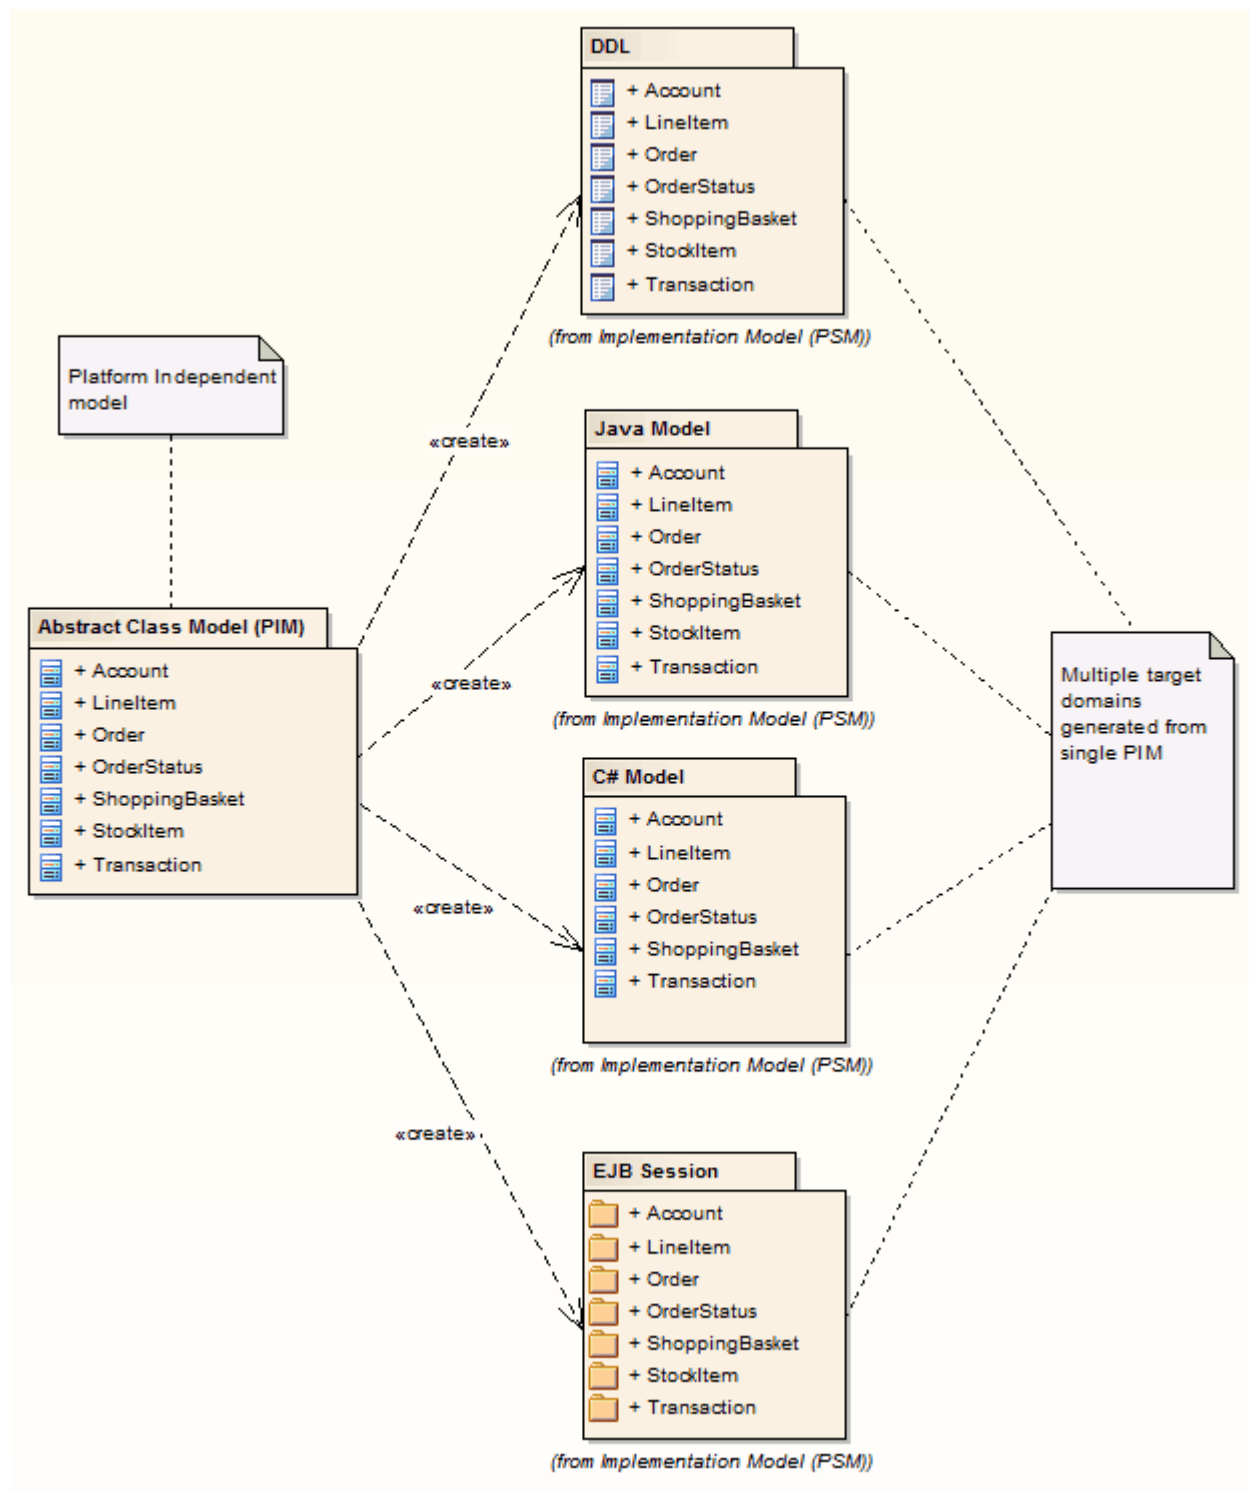 DDL
+ Account
+ LineItem
+ Order
+ OrderStatus
+ ShoppingBasket
+ StockItem
+ Transaction
(from Implementation Model (PSM))
Platform Independent
model
«create»
Java Model
+ Account
+ LineItem
+ Order
+ OrderStatus
+ ShoppingBasket
+ StockItem
+ Transaction
(from Implementation Model (PSM))
«create»
Abstract Class Model (PIM)
+ Account
+ LineItem
+ Order
+ OrderStatus
+ ShoppingBasket
+ StockItem
+ Transaction
Multiple target
domains
generated from
single PIM
C# Model
+ Account
+ LineItem
+ Order
+ OrderStatus
+ ShoppingBasket
+ Transaction
(from Implementation Model (PSM))
«create»
«create»
EJB Session
+ Account
+ LineItem
+ Order
+ OrderStatus
+ ShoppingBasket
+ StockItem
+ Transaction
(from Implementation Model (PSM))